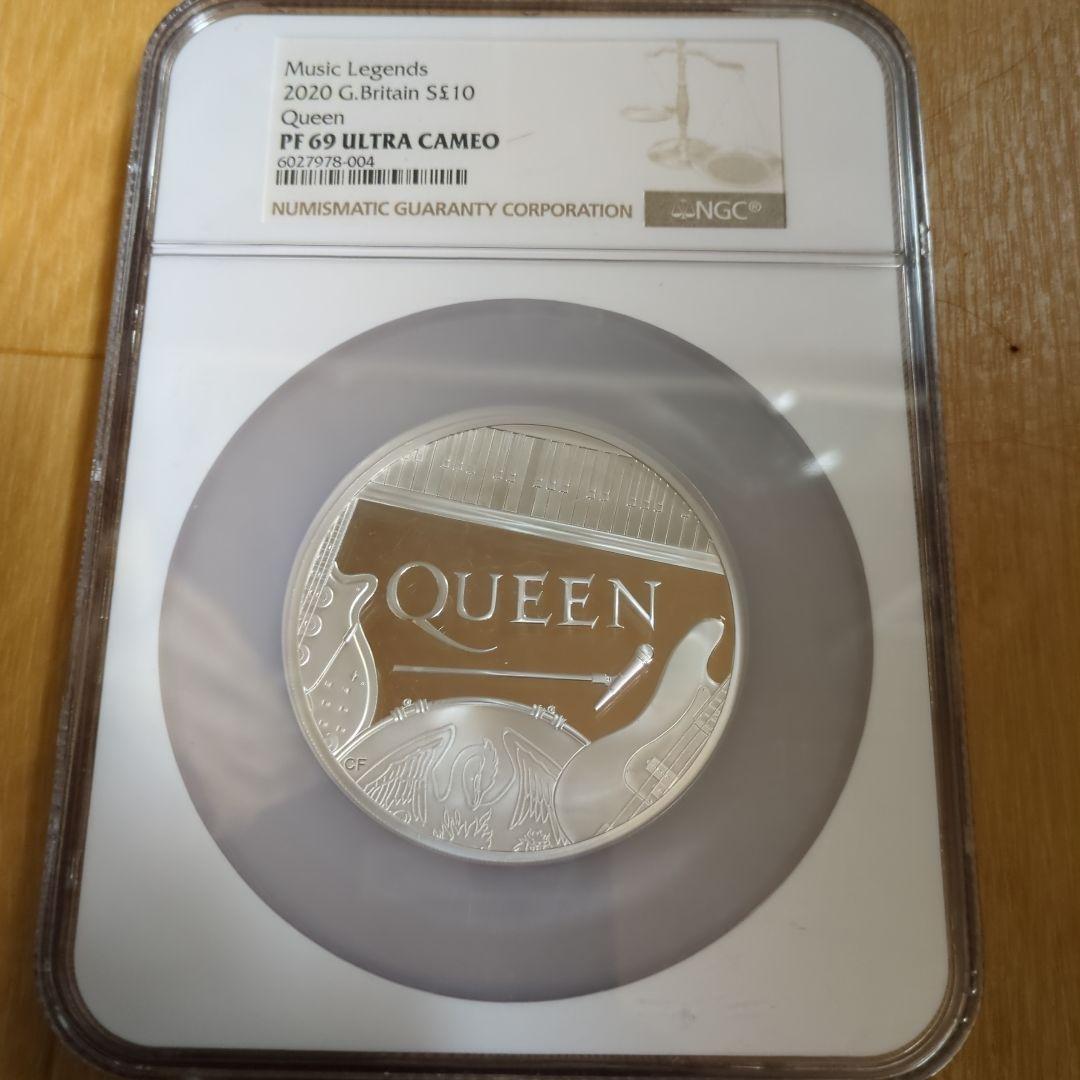 Music Legends
2020 G.Britain S£10
Queen
PF 69 ULTRA CAMEO
6027978-004
NUMISMATIC GUARANTY CORPORATION
NGC®
QUEEN
CF